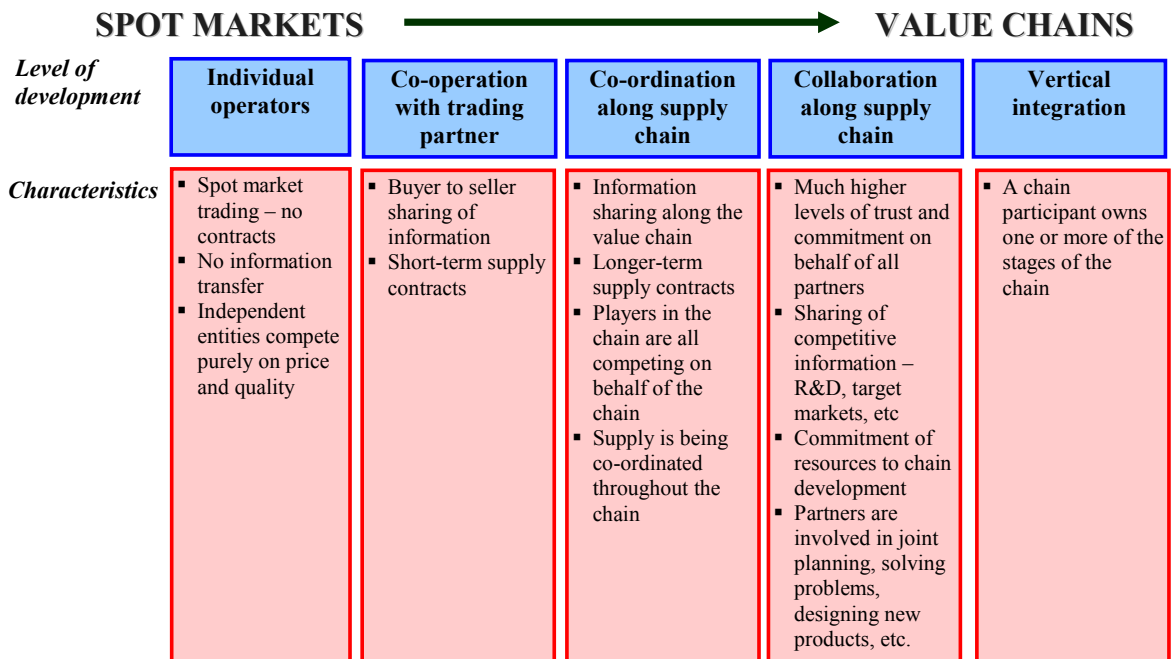 SPOT MARKETS
VALUE CHAINS
Level of
development
Individual
operators
Co-operation
with trading
partner
Co-ordination
along supply
chain
Collaboration
along supply
chain
Vertical
integration
Characteristics
▪ Spot market
trading – no
contracts
▪ No information
transfer
▪ Independent
entities compete
purely on price
and quality
▪ Buyer to seller
sharing of
information
▪ Short-term supply
contracts
▪ Information
sharing along the
value chain
▪ Longer-term
supply contracts
▪ Players in the
chain are all
competing on
behalf of the
chain
▪ Supply is being
co-ordinated
throughout the
chain
▪ Much higher
levels of trust and
commitment on
behalf of all
partners
▪ Sharing of
competitive
information –
R&D, target
markets, etc
▪ Commitment of
resources to chain
development
▪ Partners are
involved in joint
planning, solving
problems,
designing new
products, etc.
▪ A chain
participant owns
one or more of the
stages of the
chain